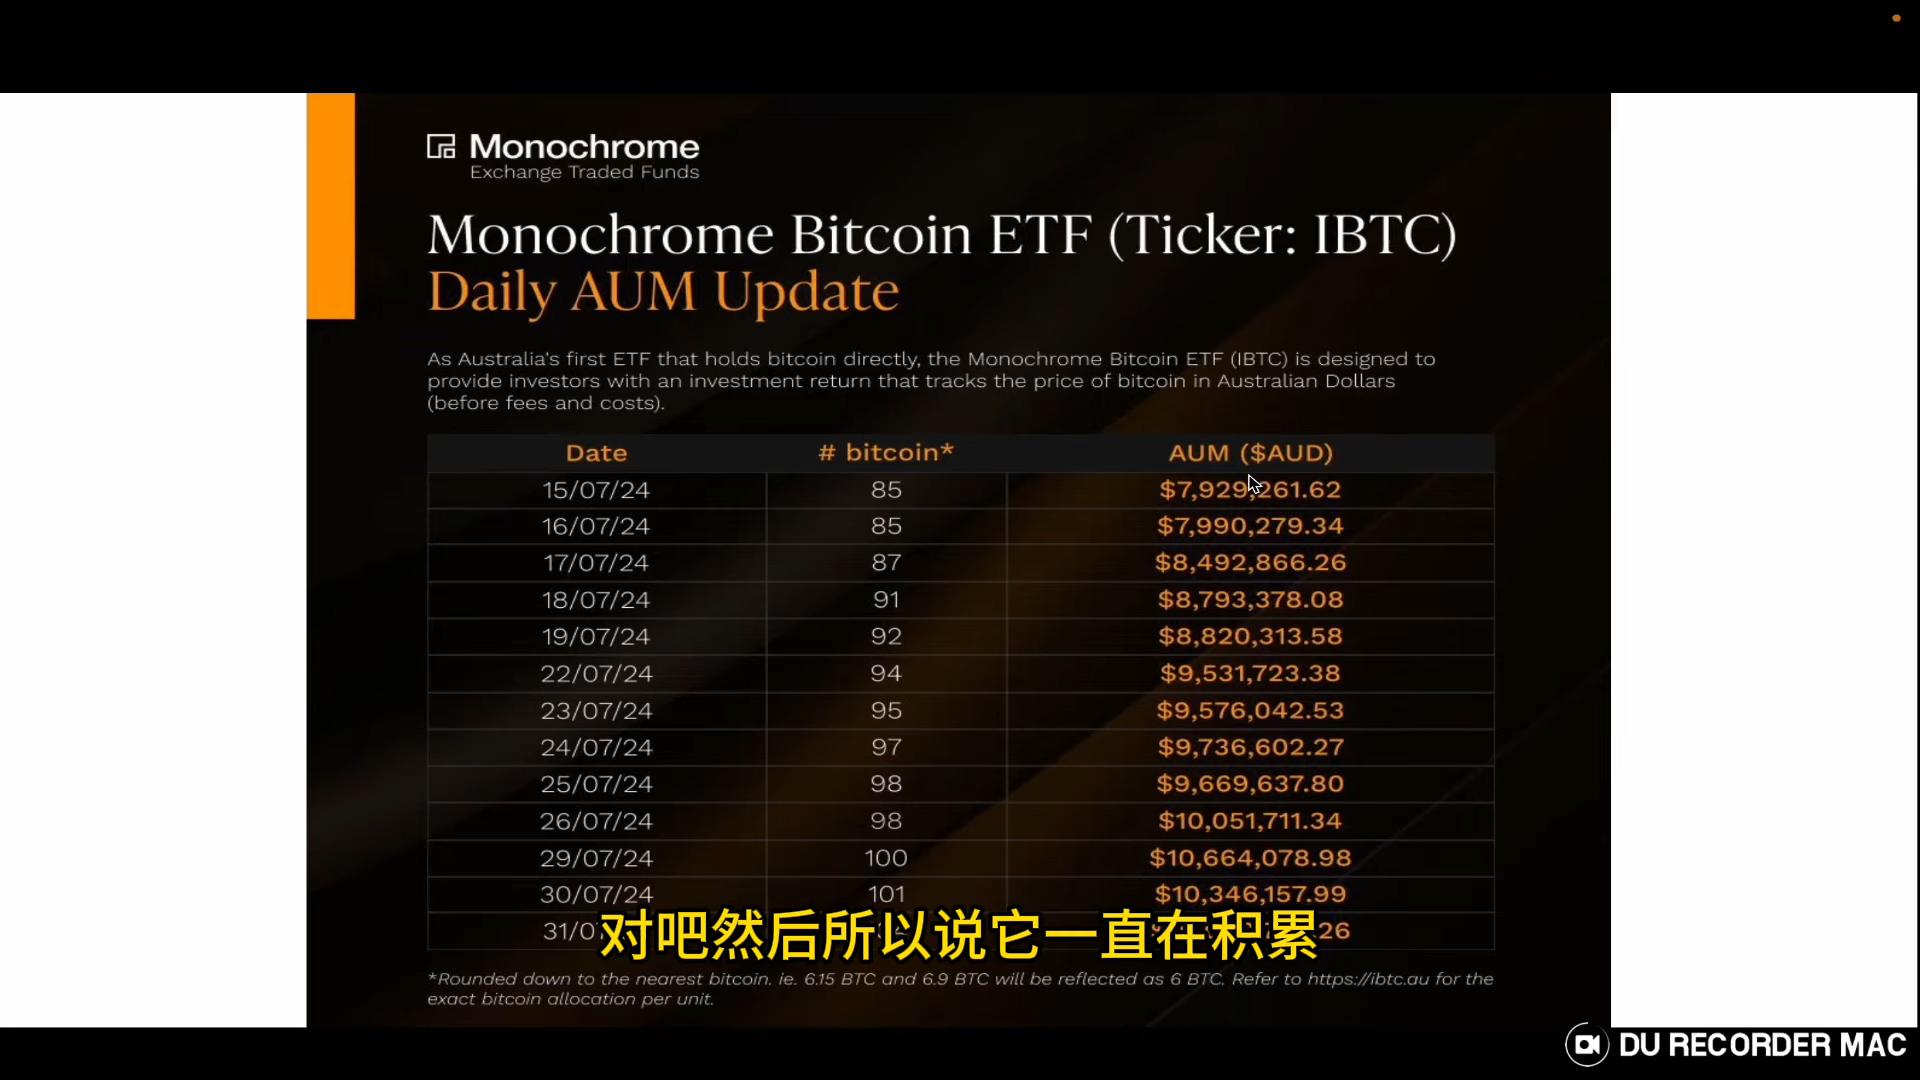 Monochrome
Exchange Traded Funds
Monochrome Bitcoin ETF (Ticker: IBTC)
Daily AUM Update
As Australia's first ETF that holds bitcoin directly, the Monochrome Bitcoin ETF (IBTC) is designed to
provide investors with an investment return that tracks the price of bitcoin in Australian Dollars
(before fees and costs).
Date # bitcoin* AUM ($AUD)
15/07/24 85 $7,929,261.62
16/07/24 85 $7,990,279.34
17/07/24 87 $8,492,866.26
18/07/24 91 $8,793,378.08
19/07/24 92 $8,820,313.58
22/07/24 94 $9,531,723.38
23/07/24 95 $9,576,042.53
24/07/24 97 $9,736,602.27
25/07/24 98 $9,669,637.80
26/07/24 98 $10,051,711.34
29/07/24 100 $10,664,078.98
30/07/24 101 $10,346,157.99
对吧然后所以说它一直在积累
*Rounded down to the nearest bitcoin. ie. 6.15 BTC and 6.9 BTC will be reflected as 6 BTC. Refer to https://ibtc.au for the
exact bitcoin allocation per unit.
DU RECORDER MAC